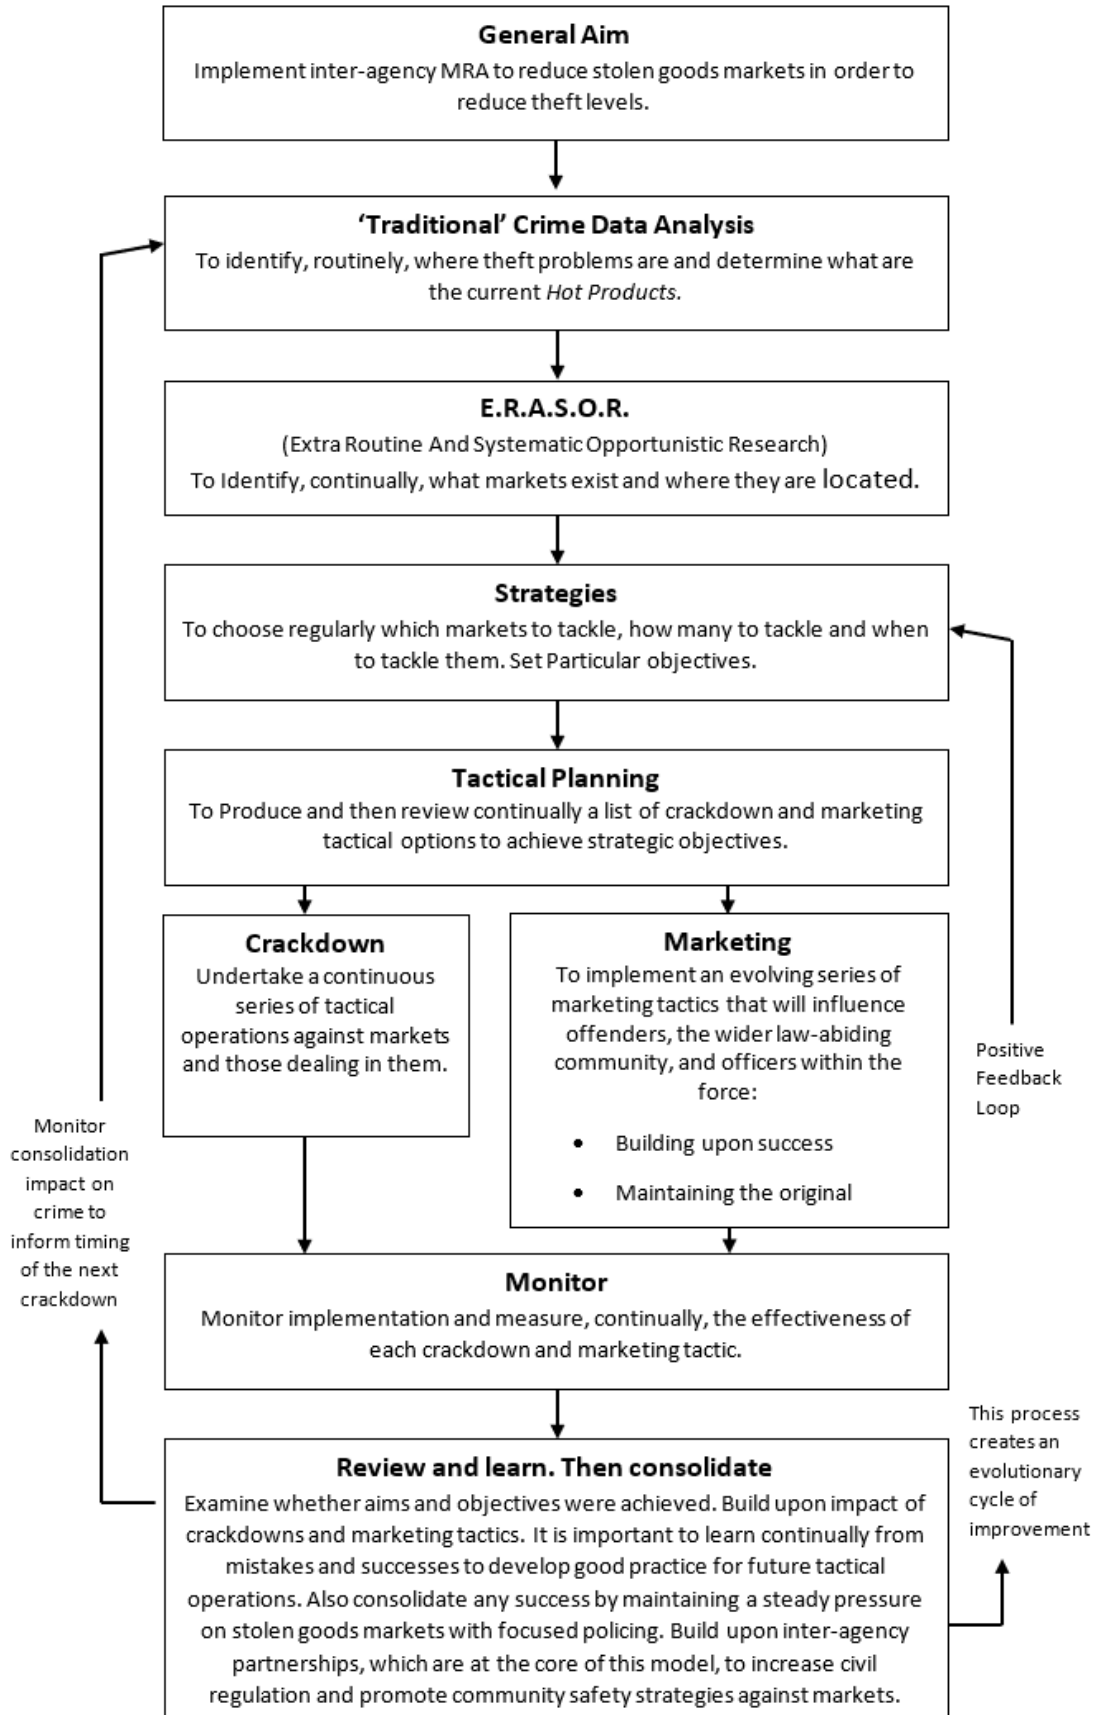 General Aim
Implement inter-agency MRA to reduce stolen goods markets in order to
reduce theft levels.
‘Traditional’ Crime Data Analysis
To identify, routinely, where theft problems are and determine what are
the current Hot Products.
E.R.A.S.O.R.
(Extra Routine And Systematic Opportunistic Research)
To Identify, continually, what markets exist and where they are located.
Strategies
To choose regularly which markets to tackle, how many to tackle and when
to tackle them. Set Particular objectives.
Tactical Planning
To Produce and then review continually a list of crackdown and marketing
tactical options to achieve strategic objectives.
Crackdown
Undertake a continuous
series of tactical
operations against markets
and those dealing in them.
Marketing
To implement an evolving series of
marketing tactics that will influence
offenders, the wider law-abiding
community, and officers within the
force:
• Building upon success
• Maintaining the original
Positive
Feedback
Loop
Monitor
consolidation
impact on
crime to
inform timing
of the next
crackdown
Monitor
Monitor implementation and measure, continually, the effectiveness of
each crackdown and marketing tactic.
Review and learn. Then consolidate
Examine whether aims and objectives were achieved. Build upon impact of
crackdowns and marketing tactics. It is important to learn continually from
mistakes and successes to develop good practice for future tactical
operations. Also consolidate any success by maintaining a steady pressure
on stolen goods markets with focused policing. Build upon inter-agency
partnerships, which are at the core of this model, to increase civil
regulation and promote community safety strategies against markets.
This process
creates an
evolutionary
cycle of
improvement